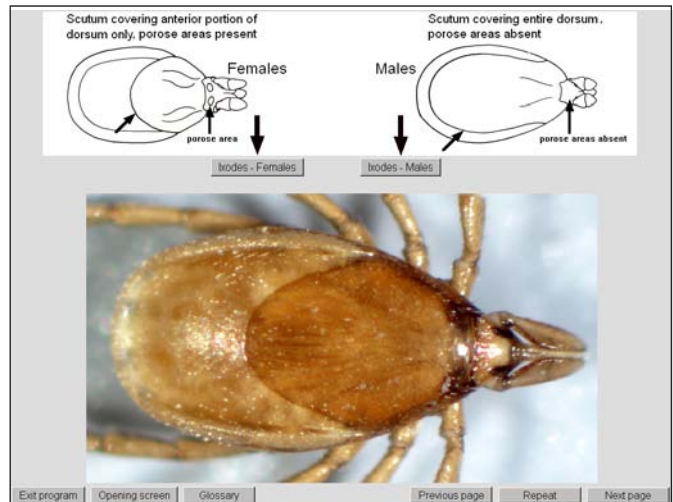 Scutum covering anterior portion of
dorsum only, porose areas present
Females
porose area
Scutum covering entire dorsum,
porose areas absent
Males
porose areas absent
Ixodes - Females
Ixodes - Males
Exit program
Opening screen
Glossary
Previous page
Repeat
Next page